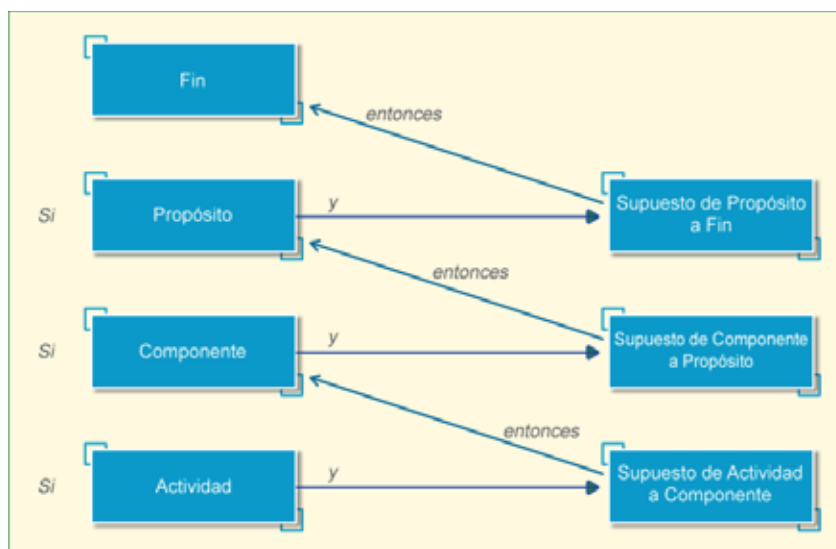 Fin
entonces
Si
Propósito
y
Supuesto de Propósito
a Fin
entonces
Si
Componente
y
Supuesto de Componente
a Propósito
entonces
Si
Actividad
y
Supuesto de Actividad
a Componente